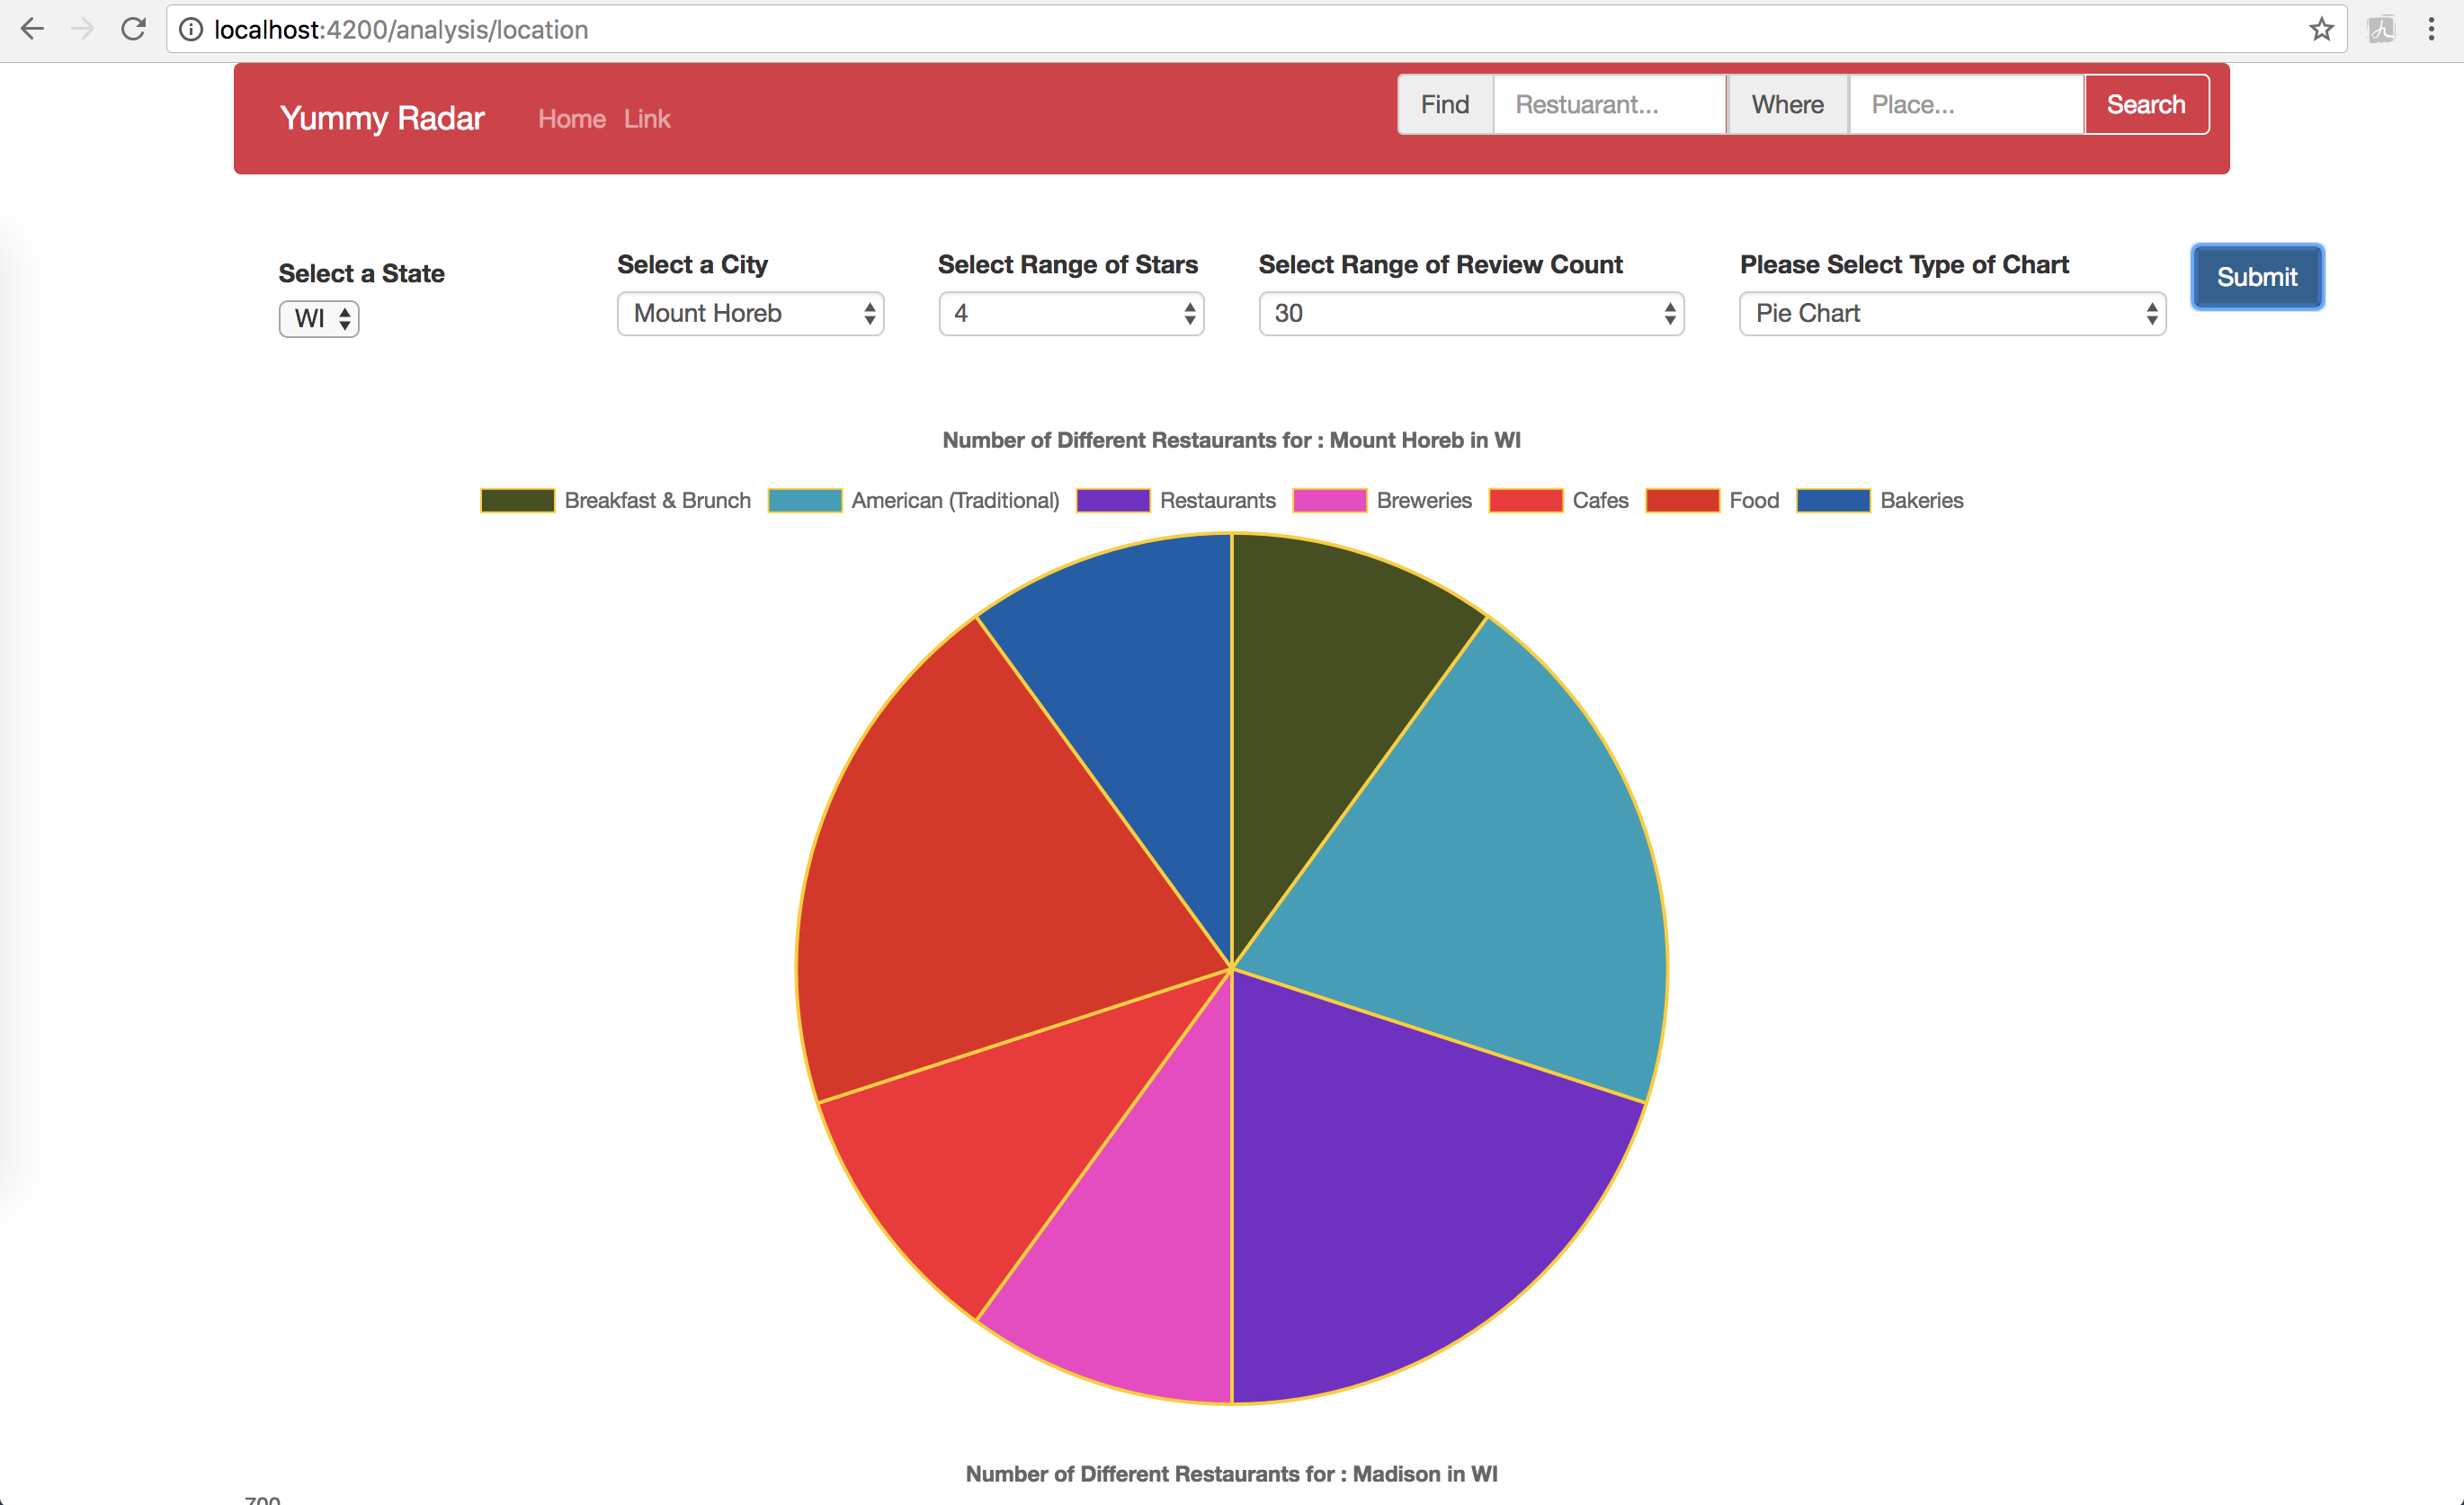 localhost:4200/analysis/location
Yummy Radar Home Link Find Restuarant... Where Place... Search
Select a State Select a City Select Range of Stars Select Range of Review Count Please Select Type of Chart Submit
WI Mount Horeb 4 30 Pie Chart
Number of Different Restaurants for : Mount Horeb in WI
Breakfast & Brunch American (Traditional) Restaurants Breweries Cafes Food Bakeries
Number of Different Restaurants for : Madison in WI
700